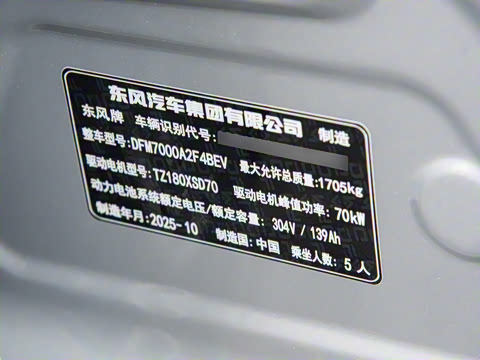 东风汽车集团有限公司 制造
东风牌 车辆识别代号:
整车型号:DFM7000A2F4BEV 最大允许总质量:1705kg
驱动电机型号:TZ180XSD70 驱动电机峰值功率: 70kW
动力电池系统额定电压/额定容量: 304V / 139Ah
制造年月:2025-10 制造国:中国 乘坐人数: 5 人